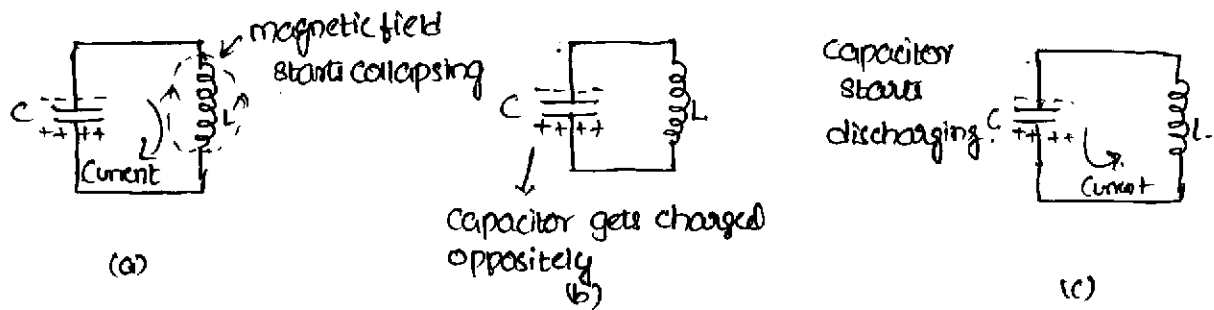 magnetic field
starts collapsing
C
- - - -
+ + + +
L
Current
(a)
C
- - - -
+ + + +
L
capacitor gets charged
oppositely
(b)
capacitor
starts
discharging.
C
- - - -
+ + + +
L
Current
(c)